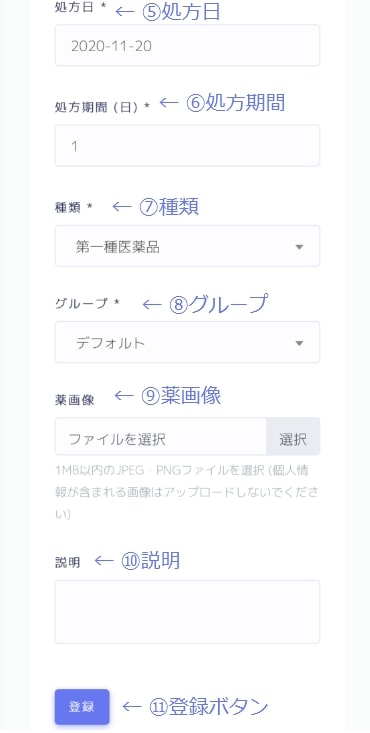 処方日 * ← ⑤処方日
2020-11-20
処方期間 (日) * ← ⑥処方期間
1
種類 * ← ⑦種類
第一種医薬品
グループ * ← ⑧グループ
デフォルト
薬画像 ← ⑨薬画像
ファイルを選択 選択
1MB以内のJPEG・PNGファイルを選択 (個人情
報が含まれる画像はアップロードしないでくださ
い)
説明 ← ⑩説明
登録 ← ⑪登録ボタン